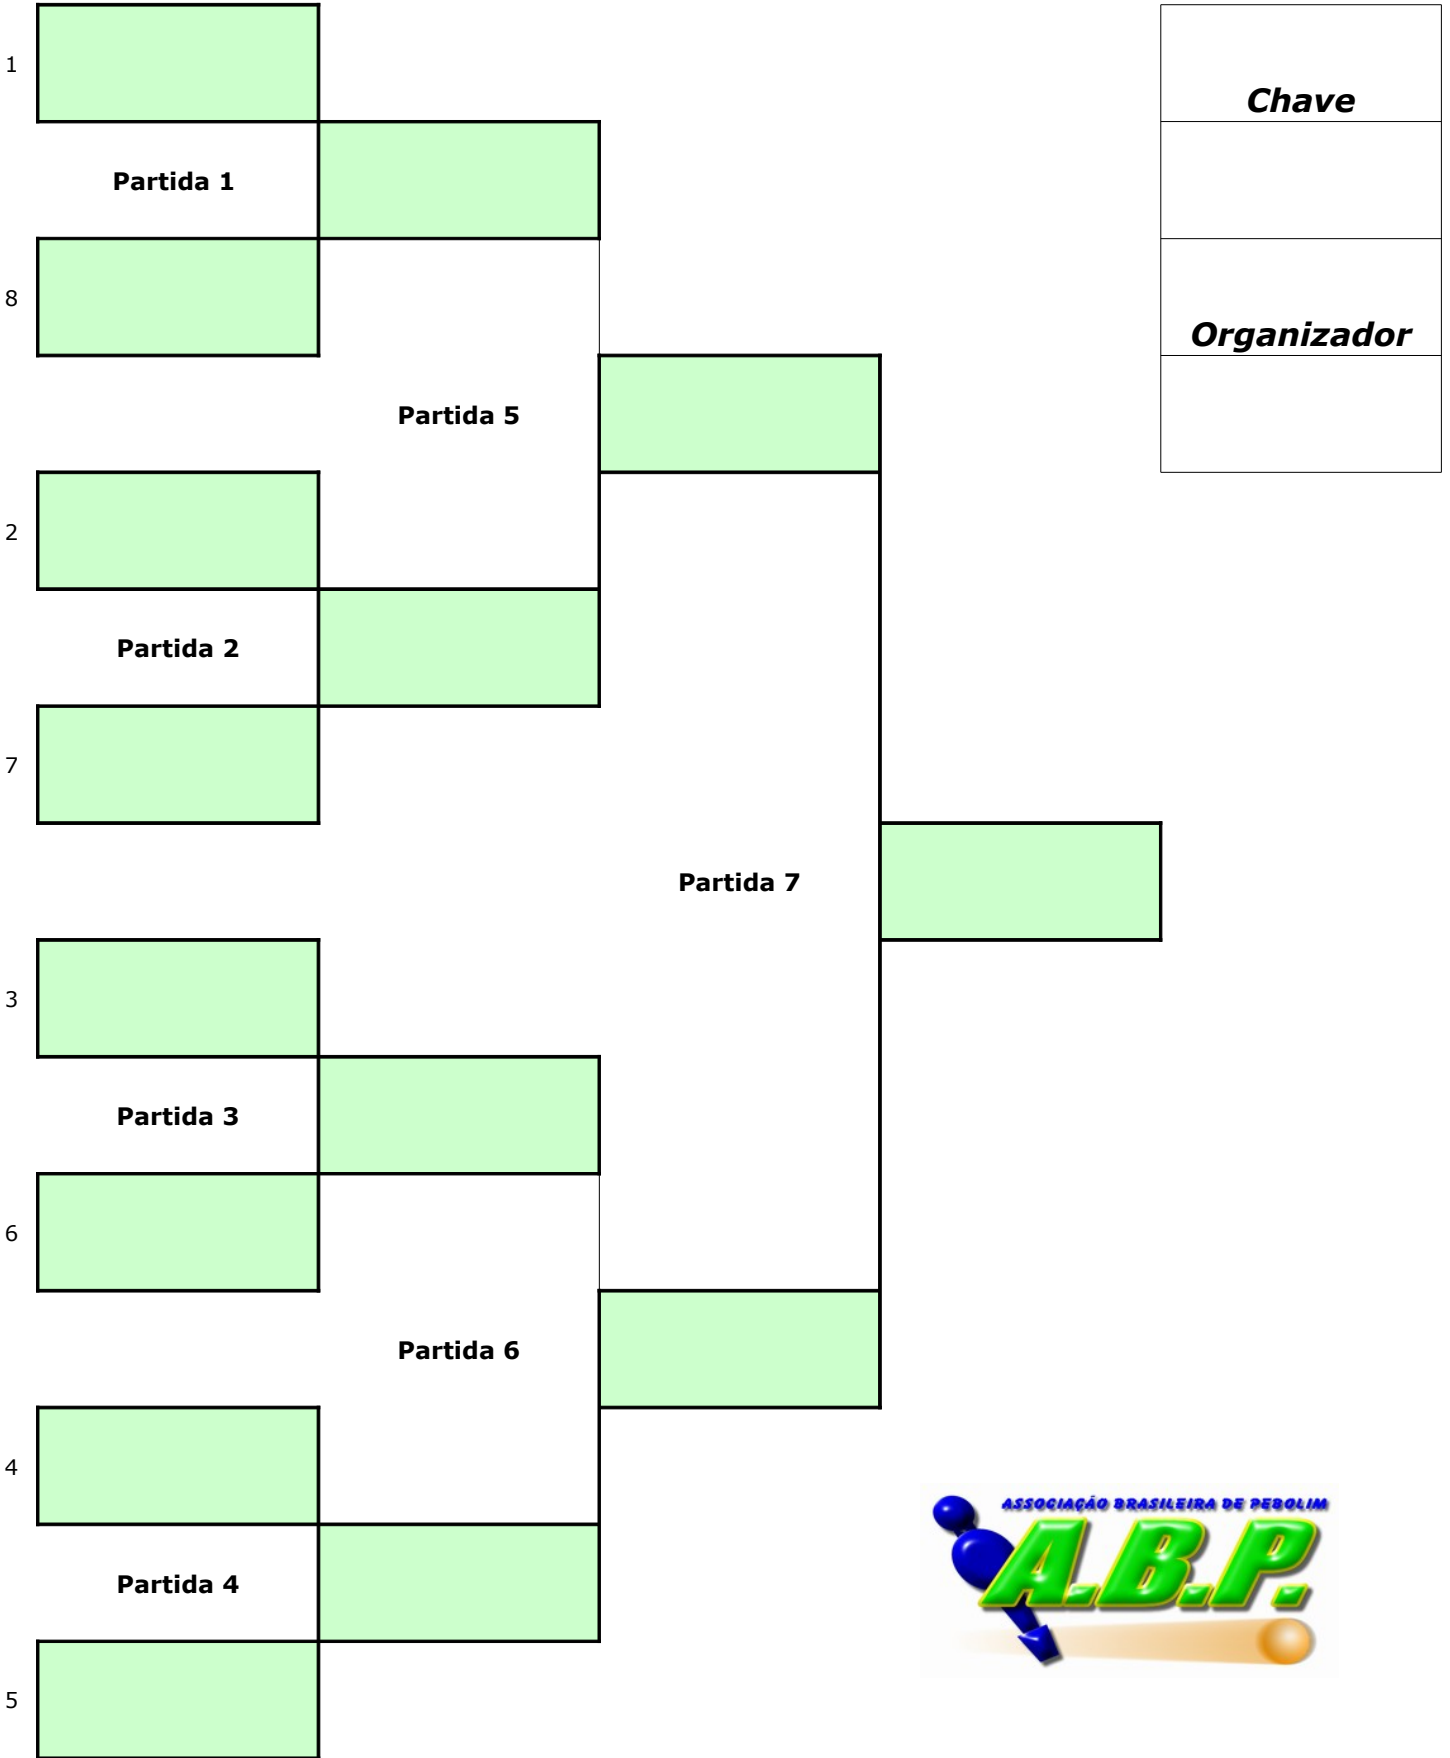 1
Chave
Partida 1
8
Organizador
Partida 5
2
Partida 2
7
Partida 7
3
Partida 3
6
Partida 6
4
ASSOCIAÇÃO BRASILEIRA DE PEBOLIM
A.B.P.
Partida 4
5